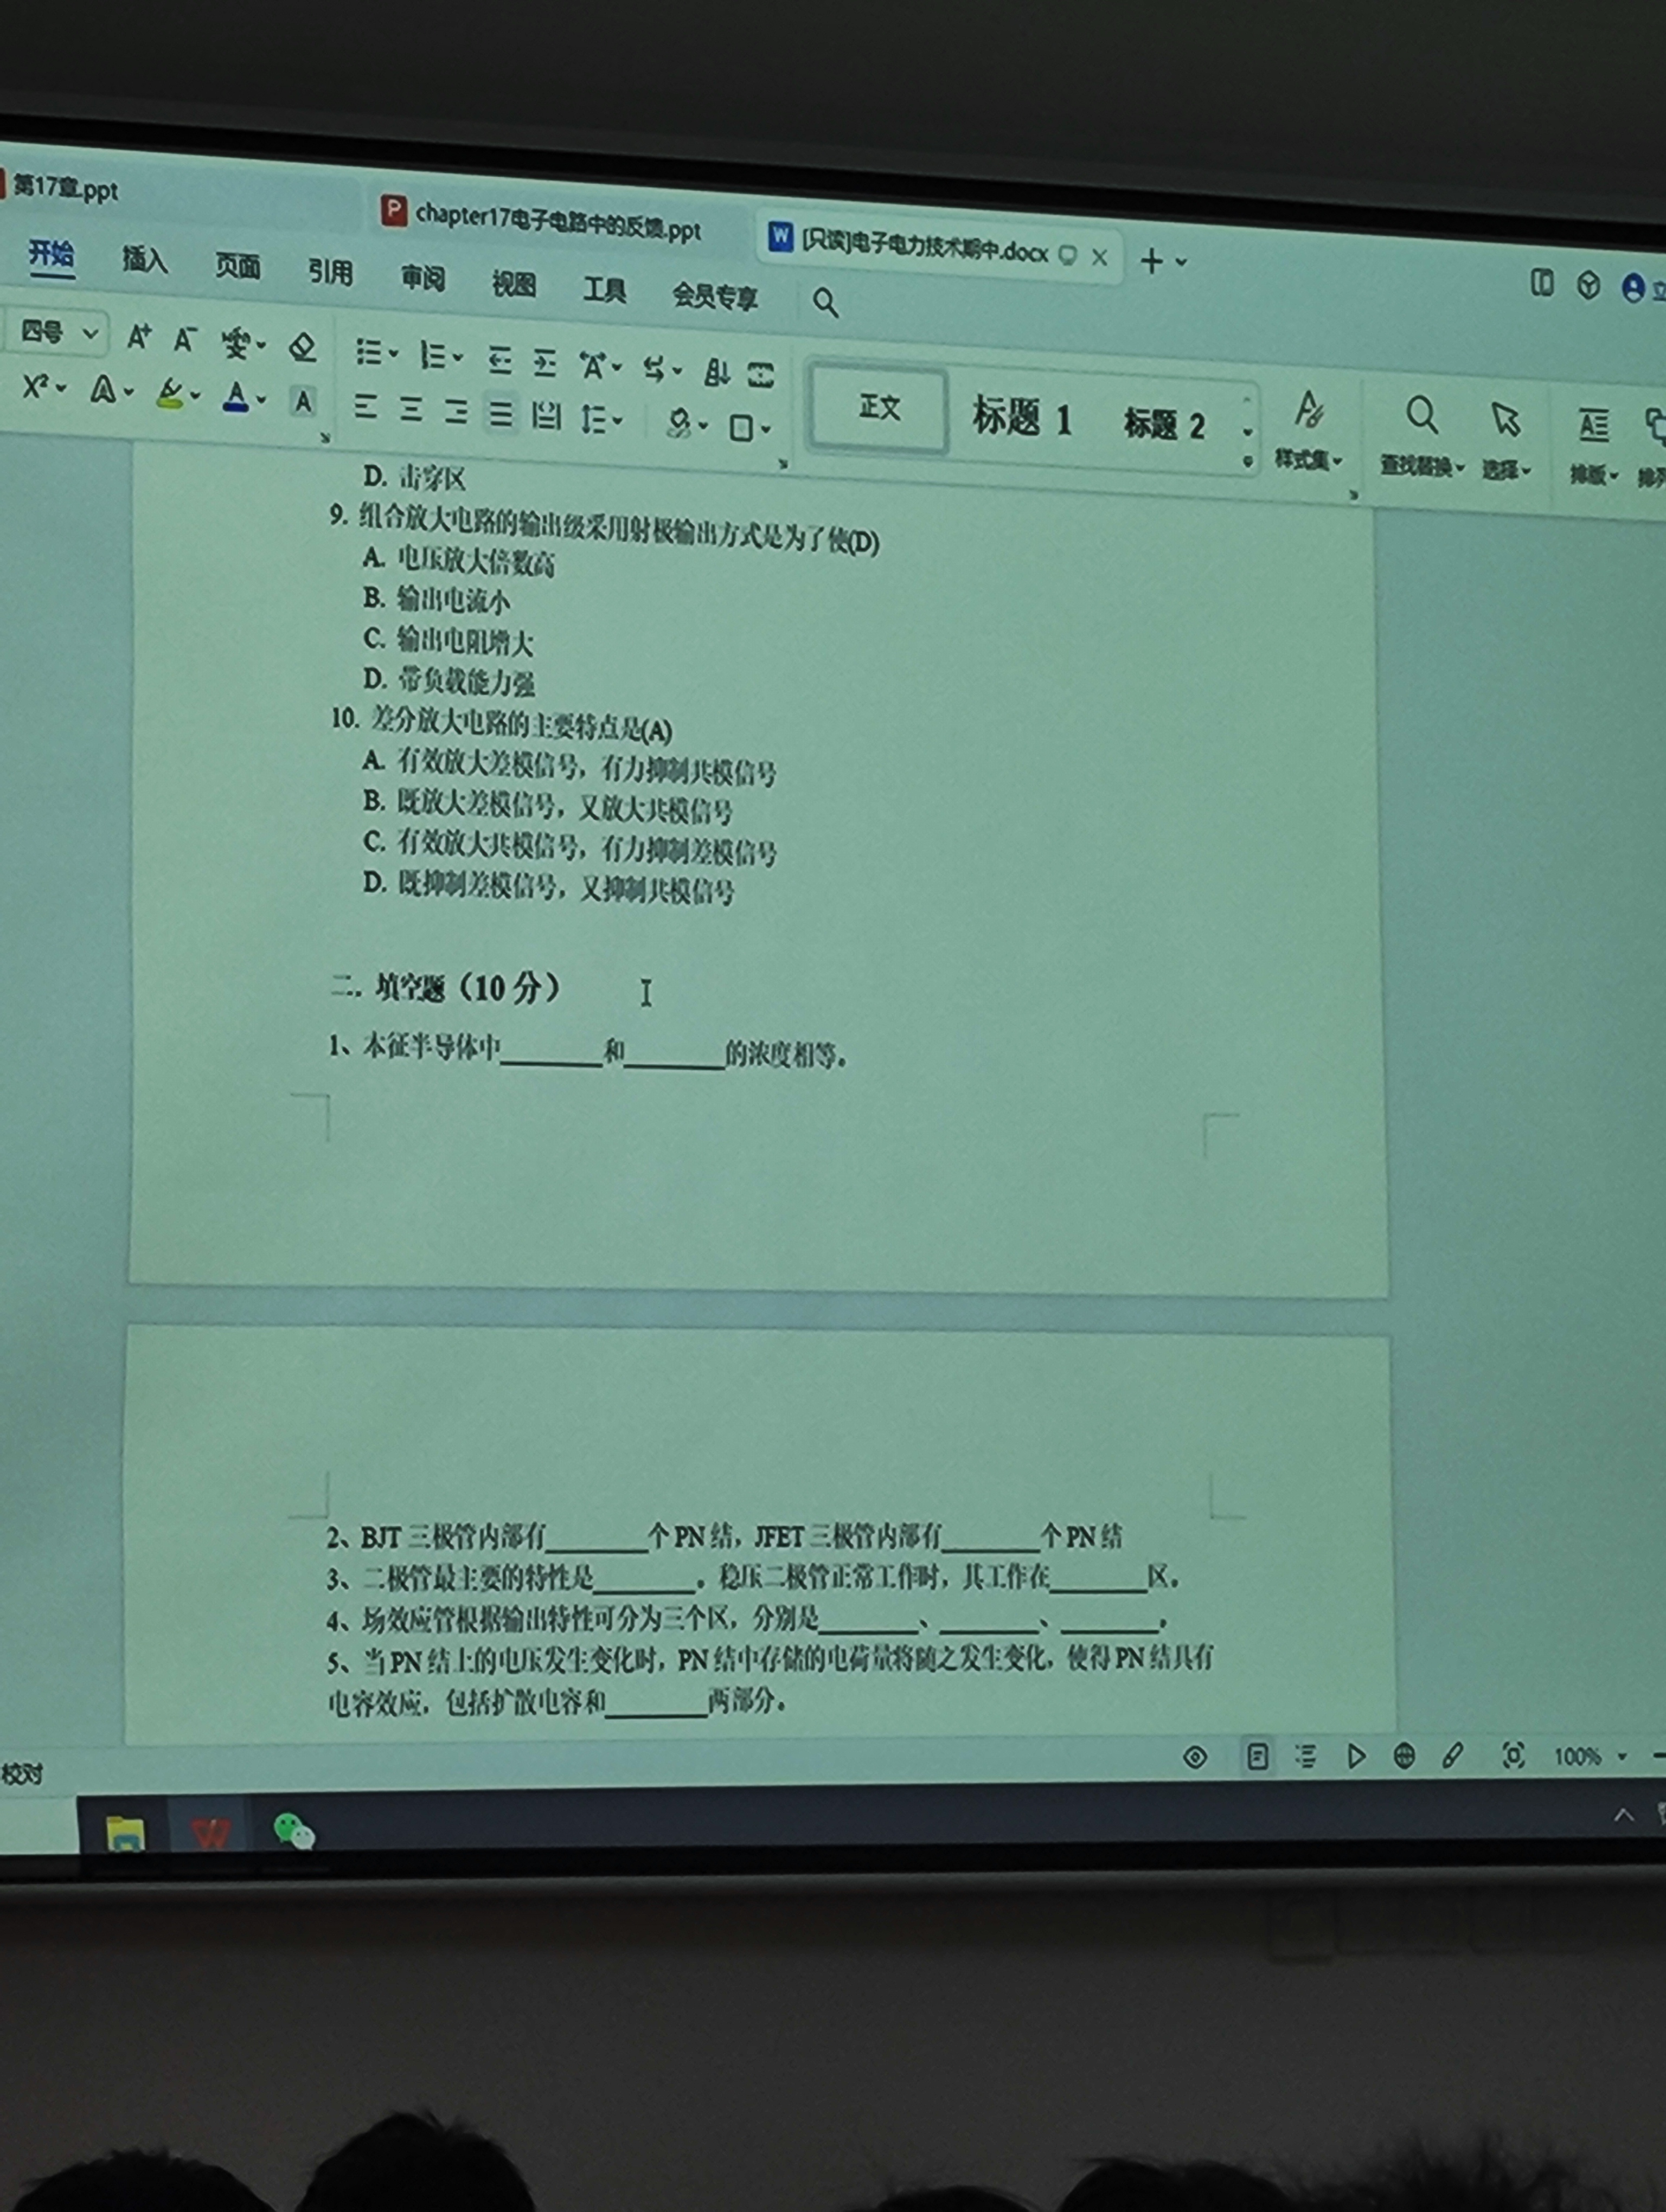 第17章.ppt
chapter17电子电路中的反馈.ppt
[只读]电子电力技术期中.docx
开始 插入 页面 引用 审阅 视图 工具 会员专享
四号
正文 标题 1 标题 2 样式集 查找替换 选择 排版
D. 击穿区
9. 组合放大电路的输出级采用射极输出方式是为了使(D)
A. 电压放大倍数高
B. 输出电流小
C. 输出电阻增大
D. 带负载能力强
10. 差分放大电路的主要特点是(A)
A. 有效放大差模信号，有力抑制共模信号
B. 既放大差模信号，又放大共模信号
C. 有效放大共模信号，有力抑制差模信号
D. 既抑制差模信号，又抑制共模信号
二. 填空题（10 分）
1、本征半导体中________和________的浓度相等。
2、BJT 三极管内部有________个 PN 结，JFET 三极管内部有________个 PN 结
3、二极管最主要的特性是________。稳压二极管正常工作时，其工作在________区。
4、场效应管根据输出特性可分为三个区，分别是________、________、________。
5、当 PN 结上的电压发生变化时，PN 结中存储的电荷量将随之发生变化，使得 PN 结具有
电容效应，包括扩散电容和________两部分。
校对
100%